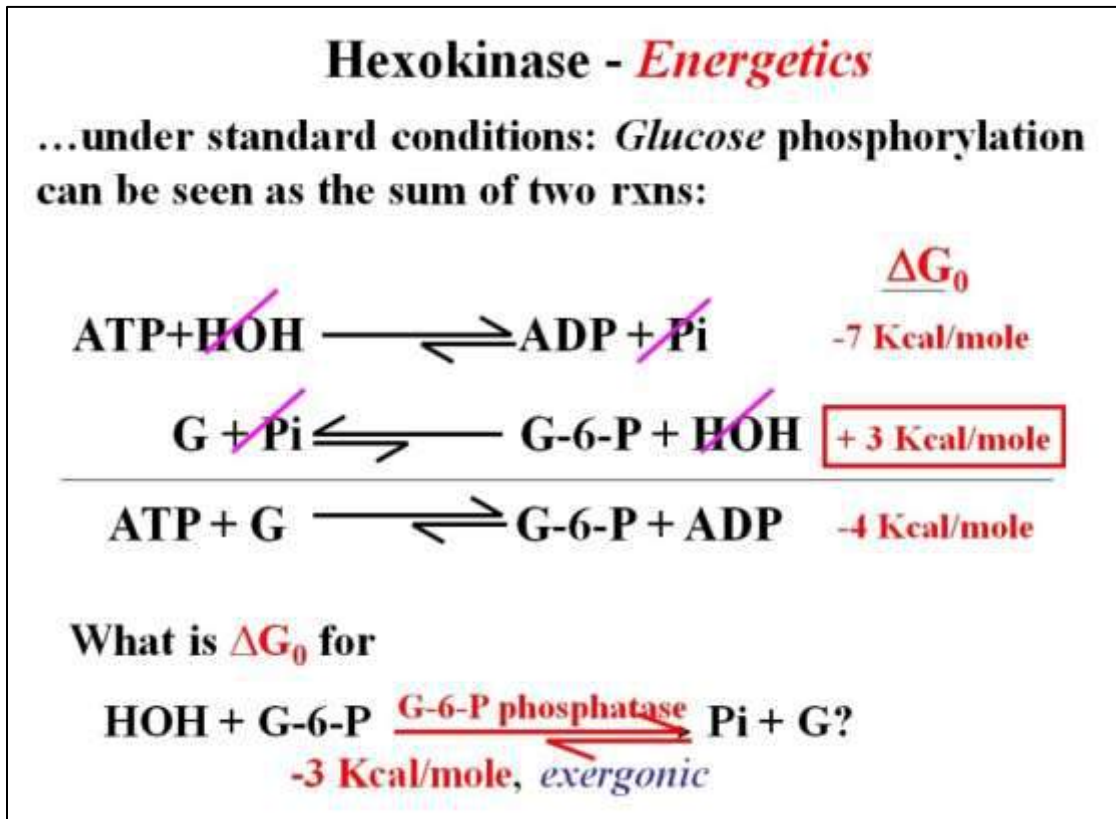 Hexokinase - Energetics
...under standard conditions: Glucose phosphorylation
can be seen as the sum of two rxns:
ΔG₀
ATP+HOH ADP + Pi -7 Kcal/mole
G + Pi G-6-P + HOH + 3 Kcal/mole
ATP + G G-6-P + ADP -4 Kcal/mole
What is ΔG₀ for
HOH + G-6-P G-6-P phosphatase Pi + G?
-3 Kcal/mole, exergonic